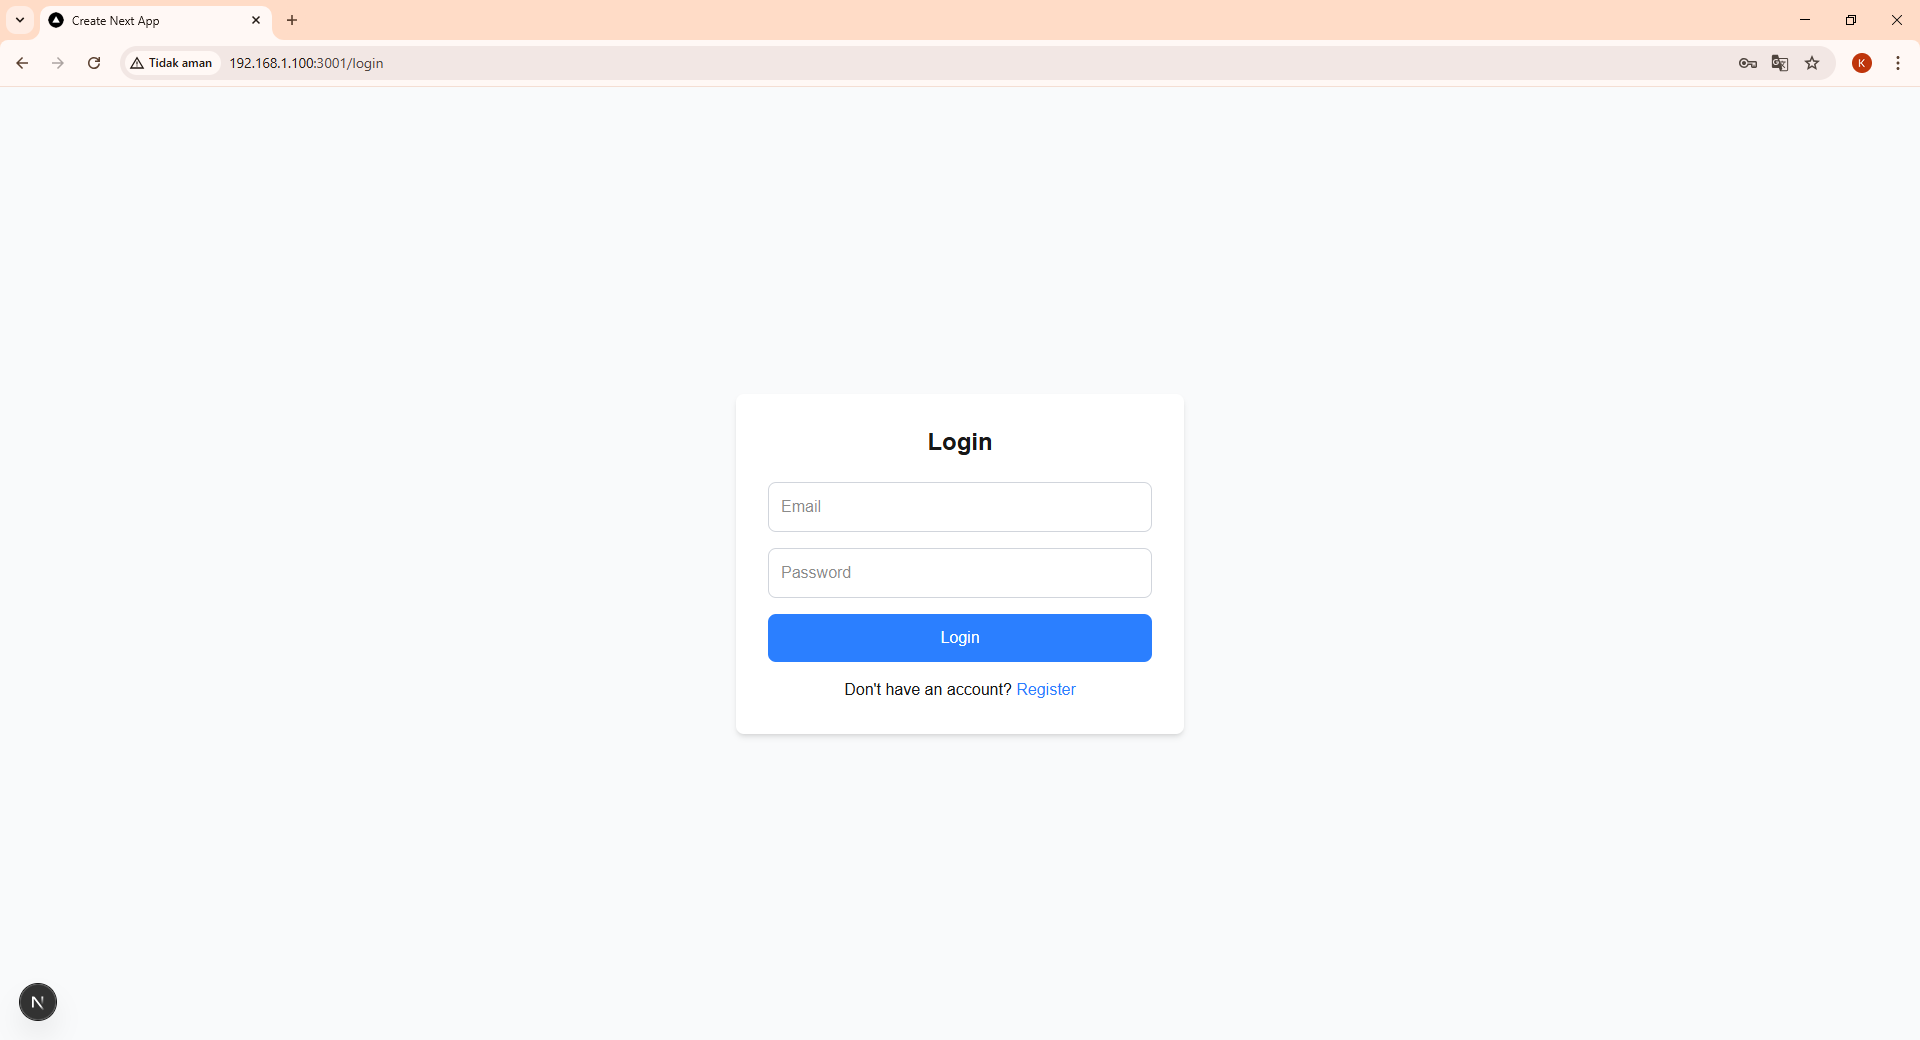 Create Next App
Tidak aman
192.168.1.100:3001/login
K
Login
Email
Password
Login
Don't have an account? Register
N